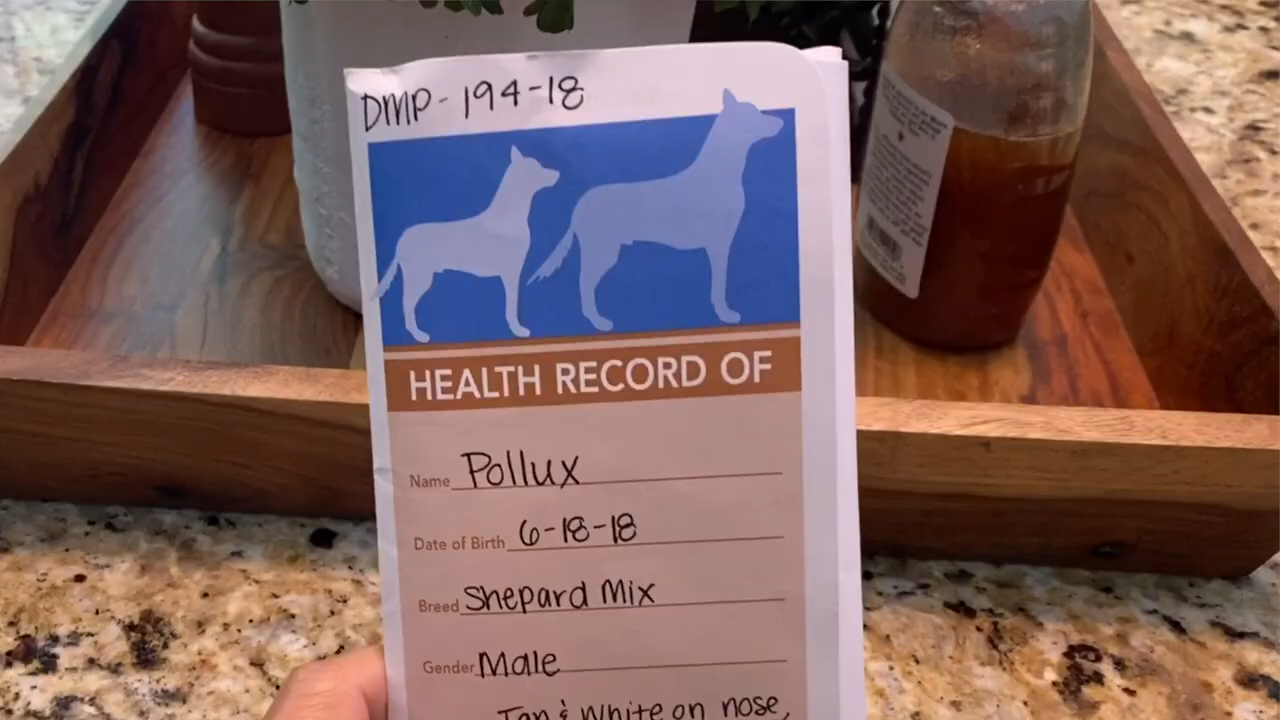 DMP-194-18
HEALTH RECORD OF
Name Pollux
Date of Birth 6-18-18
Breed Shepard Mix
Gender Male
Tan & White on nose,